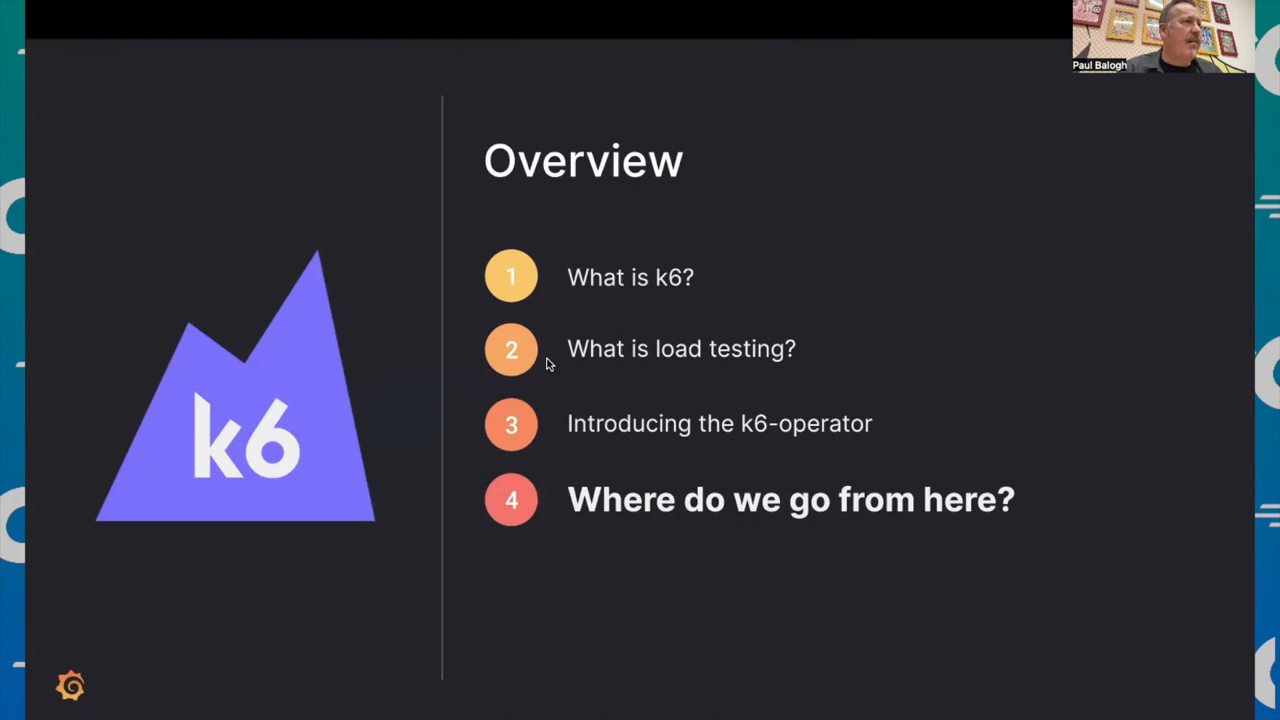 Paul Balogh
Overview
1 What is k6?
2 What is load testing?
3 Introducing the k6-operator
4 Where do we go from here?
k6